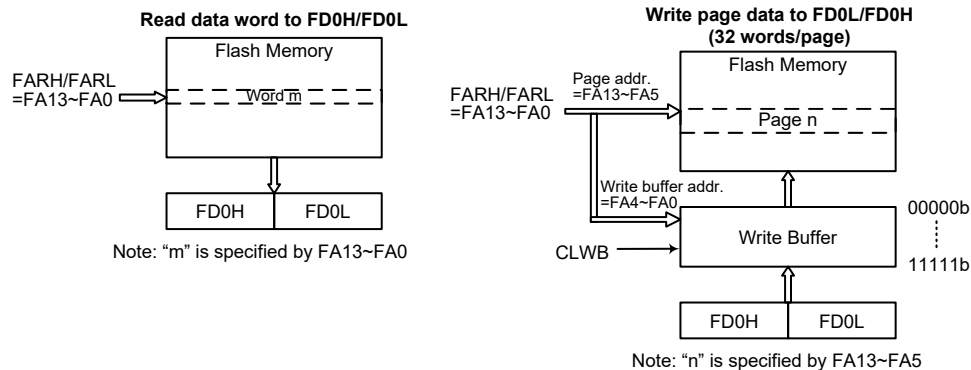 Read data word to FD0H/FD0L
Flash Memory
FARH/FARL
=FA13~FA0
Word m
FD0H
FD0L
Note: “m” is specified by FA13~FA0
Write page data to FD0L/FD0H
(32 words/page)
Flash Memory
Page addr.
=FA13~FA5
FARH/FARL
=FA13~FA0
Page n
Write buffer addr.
=FA4~FA0
00000b
Write Buffer
CLWB
11111b
FD0H
FD0L
Note: “n” is specified by FA13~FA5